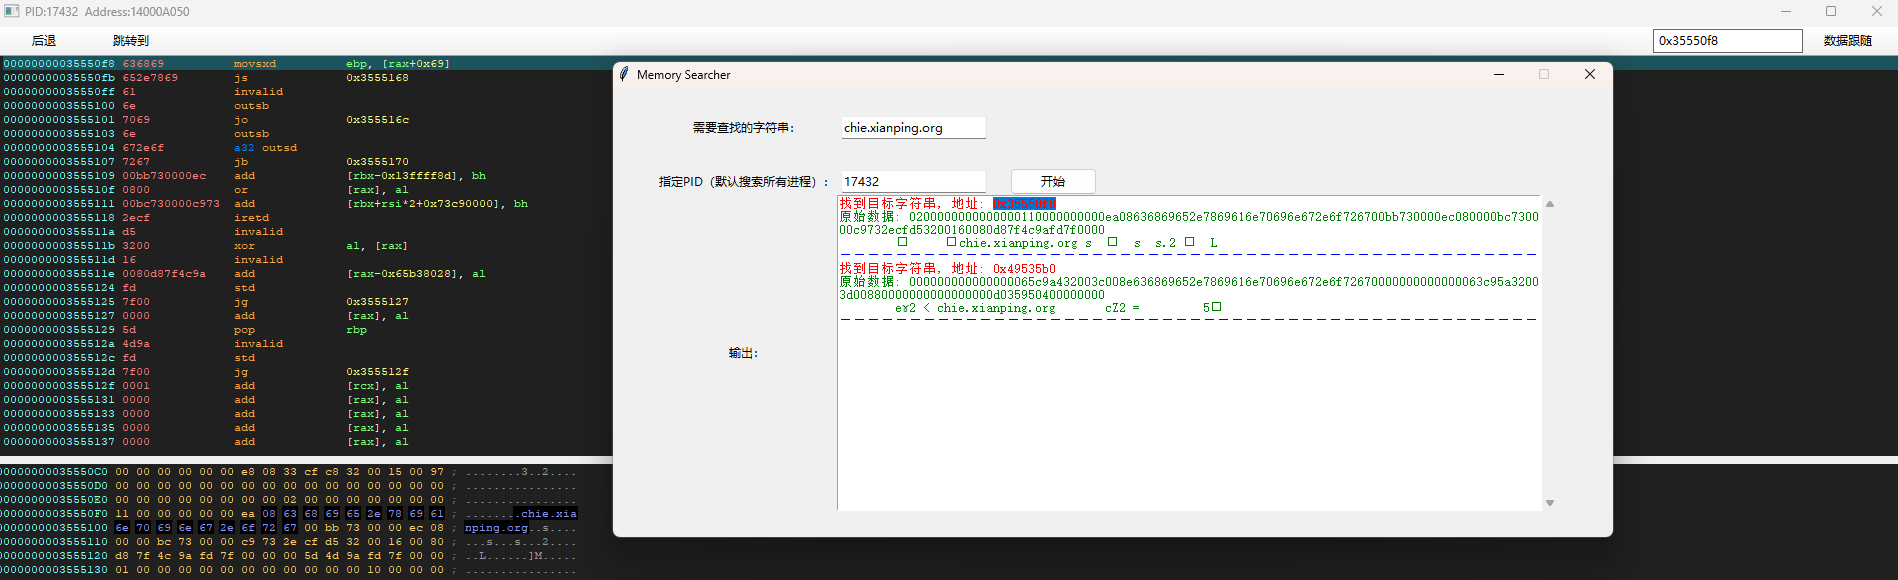 PID:17432 Address:14000A050
后退 跳转到 0x35550f8 数据跟随
00000000035550f8 636869 movsxd ebp, [rax+0x69]
00000000035550fb 652e7869 js 0x3555168
00000000035550ff 61 invalid
0000000003555100 6e outsb
0000000003555101 7069 jo 0x355516c
0000000003555103 6e outsb
0000000003555104 672e6f a32 outsd
0000000003555107 7267 jb 0x3555170
0000000003555109 00bb730000ec add [rbx-0x13ffff8d], bh
000000000355510f 0800 or [rax], al
0000000003555111 00bc730000c973 add [rbx+rsi*2+0x73c90000], bh
0000000003555118 2ecf iretd
000000000355511a d5 invalid
000000000355511b 3200 xor al, [rax]
000000000355511d 16 invalid
000000000355511e 0080d87f4c9a add [rax-0x65b38028], al
0000000003555124 fd std
0000000003555125 7f00 jg 0x3555127
0000000003555127 0000 add [rax], al
0000000003555129 5d pop rbp
000000000355512a 4d9a invalid
000000000355512c fd std
000000000355512d 7f00 jg 0x355512f
000000000355512f 0001 add [rcx], al
0000000003555131 0000 add [rax], al
0000000003555133 0000 add [rax], al
0000000003555135 0000 add [rax], al
0000000003555137 0000 add [rax], al
00000000035550C0 00 00 00 00 00 00 e8 08 33 cf c8 32 00 15 00 97 ; ........3..2....
00000000035550D0 00 00 00 00 00 00 00 00 00 00 00 00 00 00 00 00 ; ................
00000000035550E0 00 00 00 00 00 00 00 00 02 00 00 00 00 00 00 00 ; ................
00000000035550F0 11 00 00 00 00 00 ea 08 63 68 69 65 2e 78 69 61 ; ........chie.xia
0000000003555100 6e 70 69 6e 67 2e 6f 72 67 00 bb 73 00 00 ec 08 ; nping.org..s....
0000000003555110 00 00 bc 73 00 00 c9 73 2e cf d5 32 00 16 00 80 ; ...s...s...2....
0000000003555120 d8 7f 4c 9a fd 7f 00 00 00 5d 4d 9a fd 7f 00 00 ; ..L......]M.....
0000000003555130 01 00 00 00 00 00 00 00 00 00 00 00 10 00 00 00 ; ................
Memory Searcher
需要查找的字符串: chie.xianping.org
指定PID（默认搜索所有进程）: 17432 开始
找到目标字符串, 地址: 0x35550f8
原始数据: 0200000000000000110000000000ea08636869652e7869616e70696e672e6f726700bb730000ec080000bc7300
00c9732ecfd53200160080d87f4c9afd7f0000
chie.xianping.org s s s.2 L
找到目标字符串, 地址: 0x49535b0
原始数据: 000000000000000065c9a432003c008e636869652e7869616e70696e672e6f72670000000000000063c95a3200
3d0088000000000000000d035950400000000
eɤ2 < chie.xianping.org cZ2 = 5
输出: